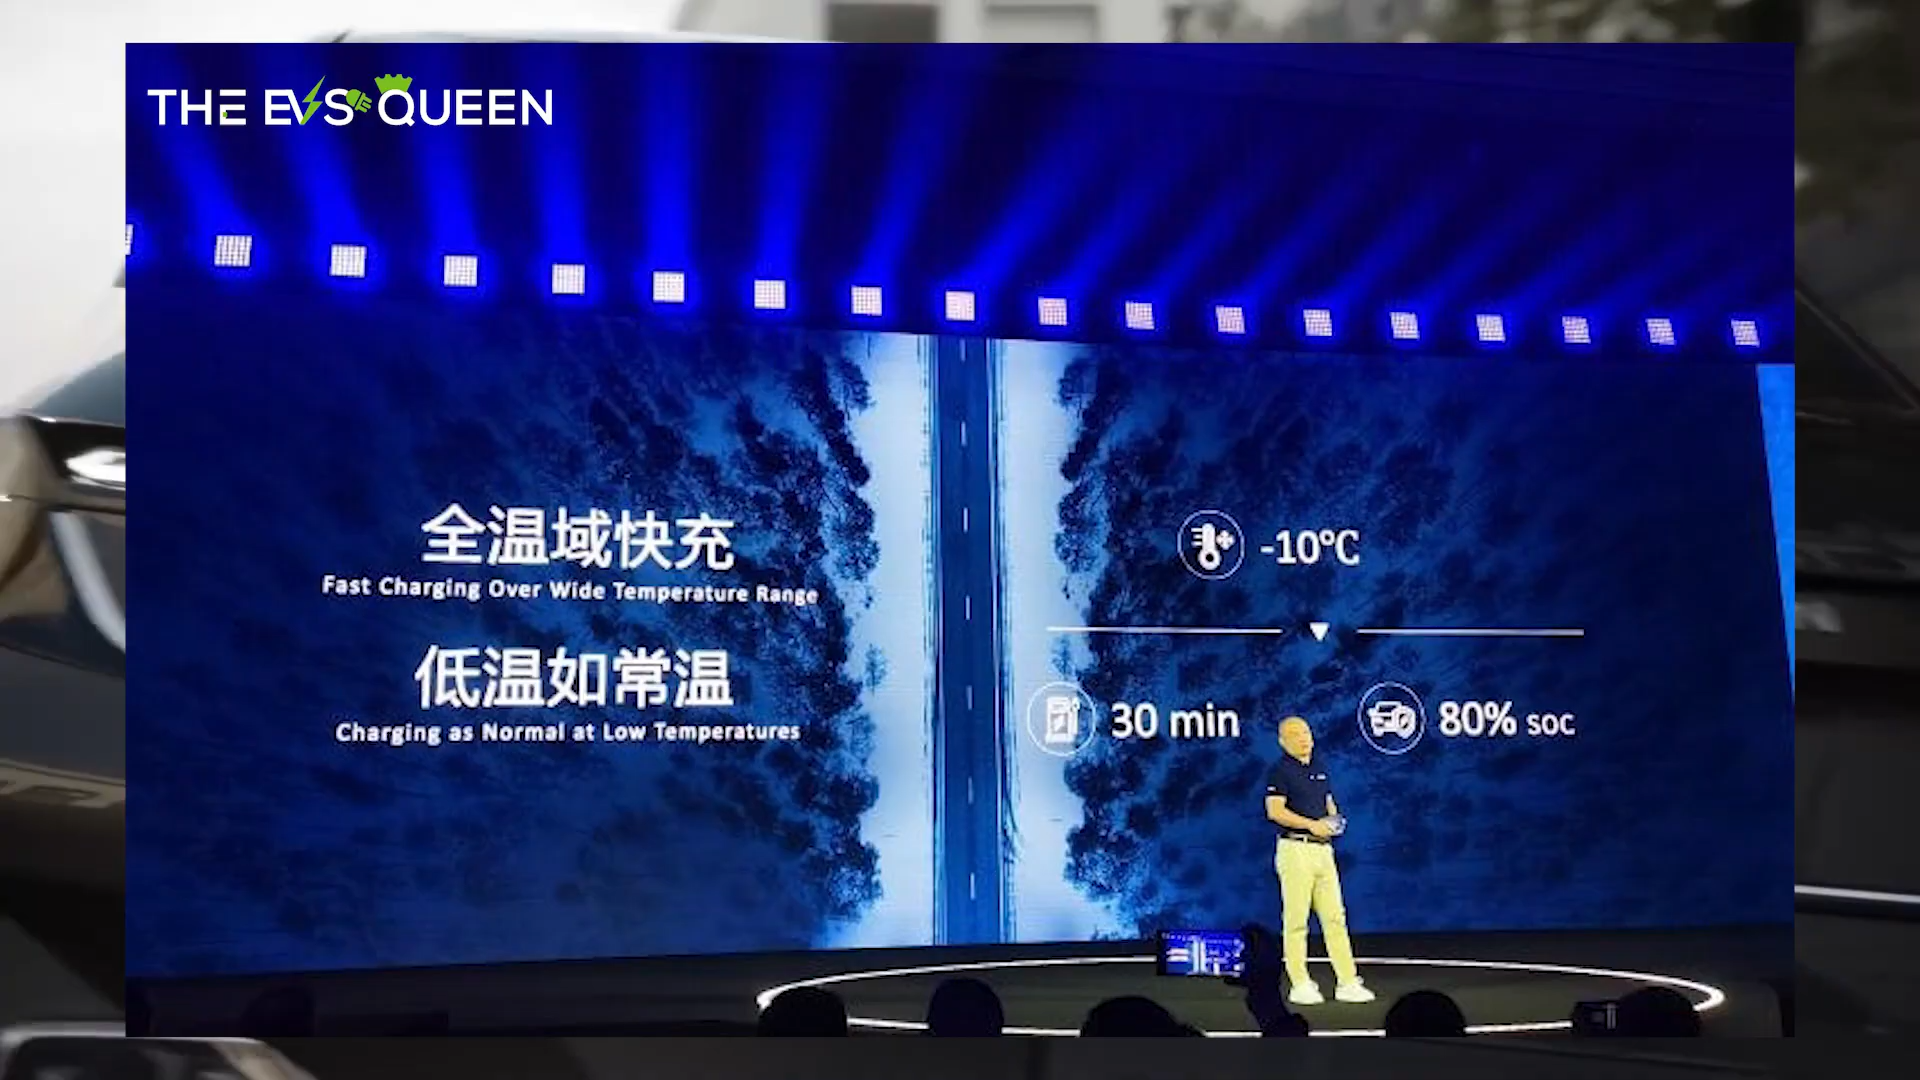 THE EVS QUEEN
全温域快充
Fast Charging Over Wide Temperature Range
低温如常温
Charging as Normal at Low Temperatures
-10℃
30 min
80% SOC